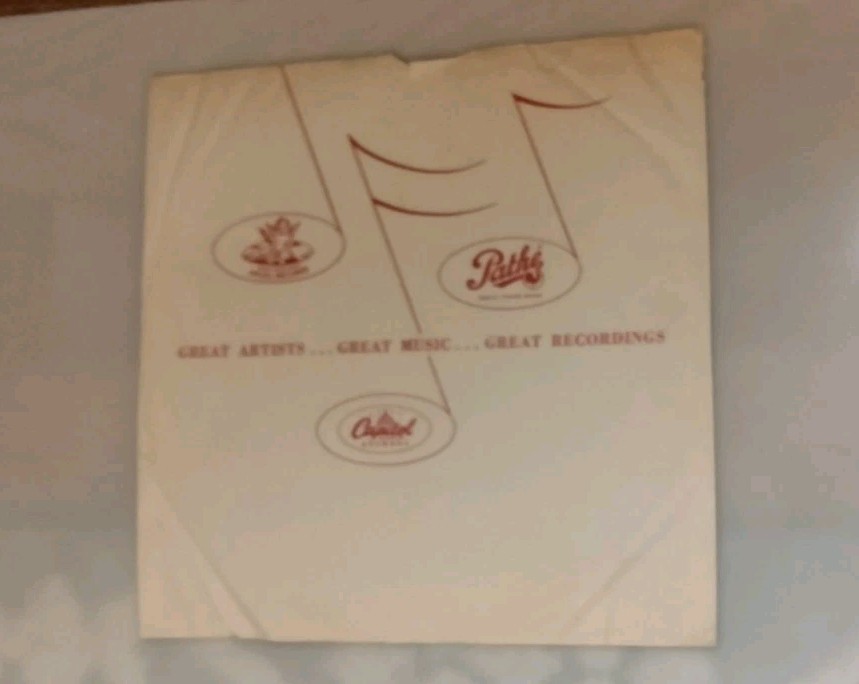 Pathé
GREAT ARTISTS ... GREAT MUSIC ... GREAT RECORDINGS
Capitol